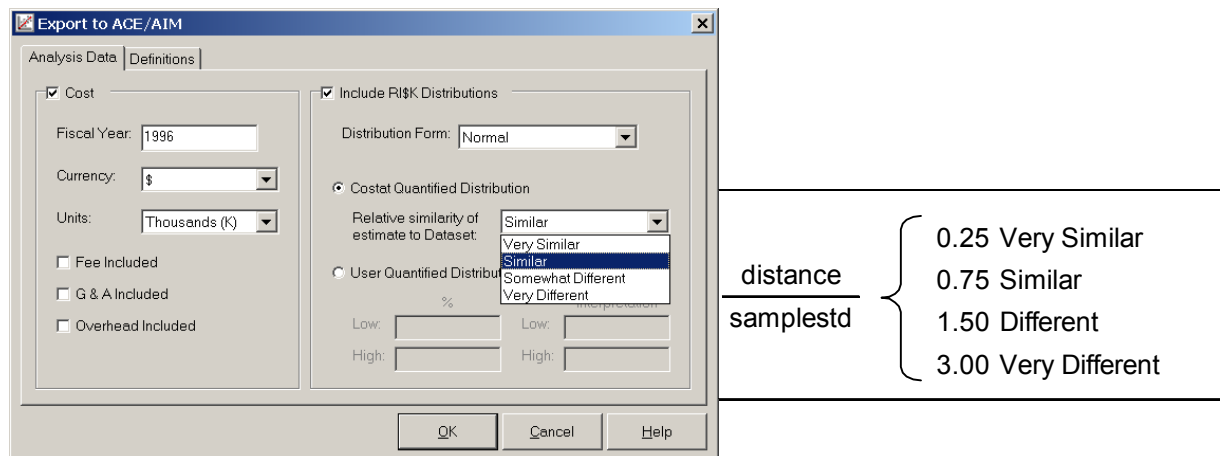 Export to ACE/AIM
Analysis Data
Definitions
Cost
Fiscal Year: 1996
Currency: $
Units: Thousands (K)
Fee Included
G & A Included
Overhead Included
Include RI$K Distributions
Distribution Form: Normal
Costat Quantified Distribution
Relative similarity of
estimate to Dataset:
Similar
Very Similar
Similar
Somewhat Different
Very Different
User Quantified Distribut
%
Interpretation
Low:
Low:
High:
High:
OK
Cancel
Help
distance
samplestd
0.25 Very Similar
0.75 Similar
1.50 Different
3.00 Very Different